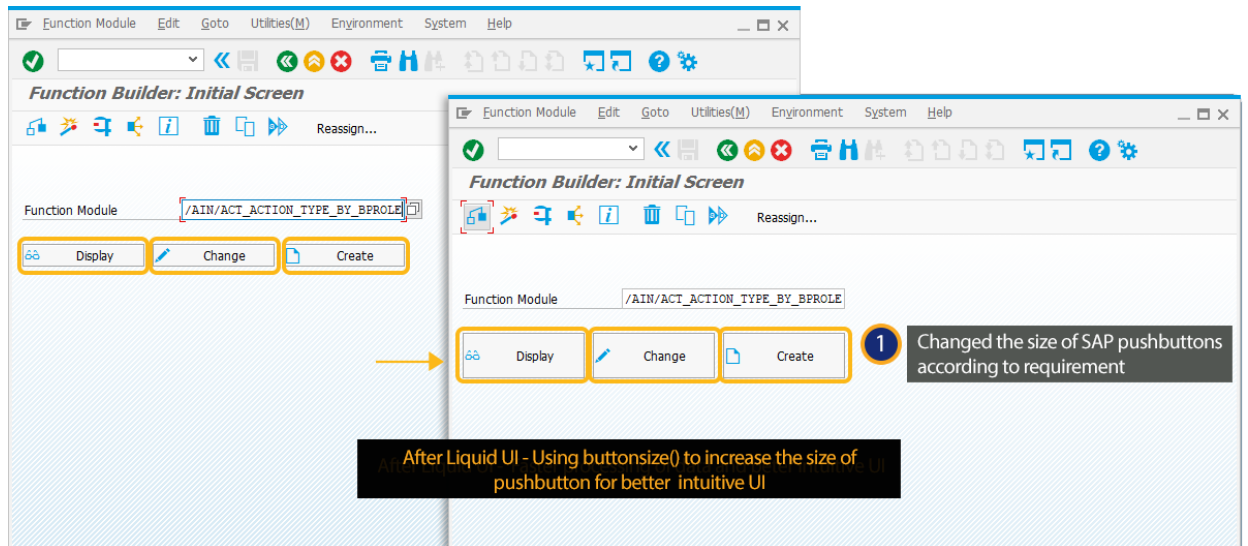 Function Module Edit Goto Utilities(M) Environment System Help
Function Builder: Initial Screen
Reassign...
Function Module /AIN/ACT_ACTION_TYPE_BY_BPROLE
Display Change Create
Function Module Edit Goto Utilities(M) Environment System Help
Function Builder: Initial Screen
Reassign...
Function Module /AIN/ACT_ACTION_TYPE_BY_BPROLE
Display Change Create
1
Changed the size of SAP pushbuttons
according to requirement
After Liquid UI - Using buttonsize() to increase the size of
pushbutton for better intuitive UI